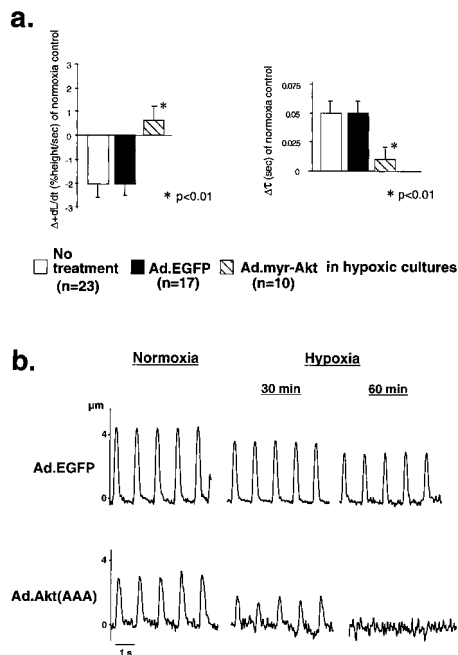 a.
Δ+dL/dt (%height/sec) of normoxia control
3
2
1
0
-1
-2
-3
*
* p<0.01
Δτ (sec) of normoxia control
0.075
0.05
0.025
0
*
* p<0.01
No treatment (n=23)
Ad.EGFP (n=17)
Ad.myr-Akt (n=10)
in hypoxic cultures
b.
Normoxia
Hypoxia
30 min
60 min
μm
Ad.EGFP
4
0
Ad.Akt(AAA)
4
0
1 s